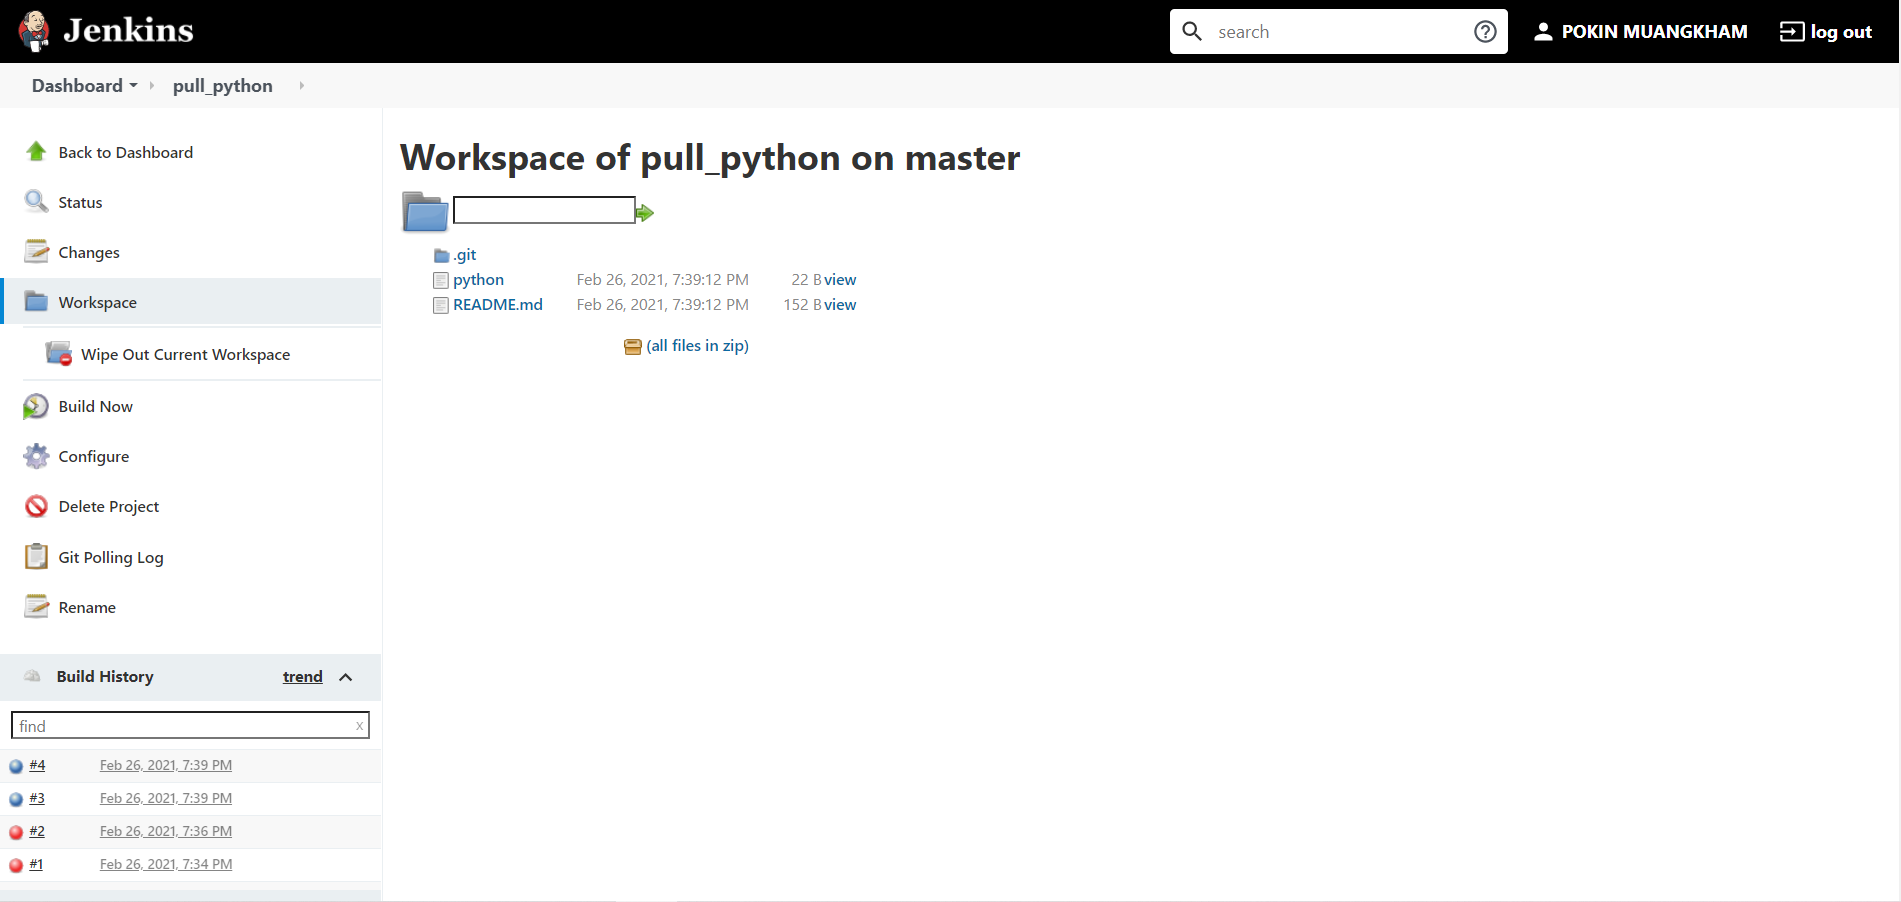 Jenkins
search
POKIN MUANGKHAM
log out
Dashboard
pull_python
Back to Dashboard
Status
Changes
Workspace
Wipe Out Current Workspace
Build Now
Configure
Delete Project
Git Polling Log
Rename
Build History trend
find x
#4 Feb 26, 2021, 7:39 PM
#3 Feb 26, 2021, 7:39 PM
#2 Feb 26, 2021, 7:36 PM
#1 Feb 26, 2021, 7:34 PM
Workspace of pull_python on master
.git
python Feb 26, 2021, 7:39:12 PM 22 B view
README.md Feb 26, 2021, 7:39:12 PM 152 B view
(all files in zip)